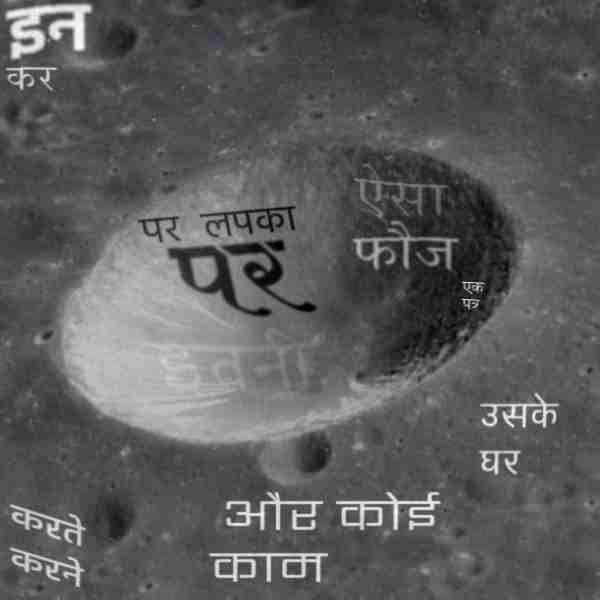 इन
कर
ऐसा
पर लपका
फौज
पर
एक
पत्र
इतनी
उसके
घर
और कोई
करते
काम
करने